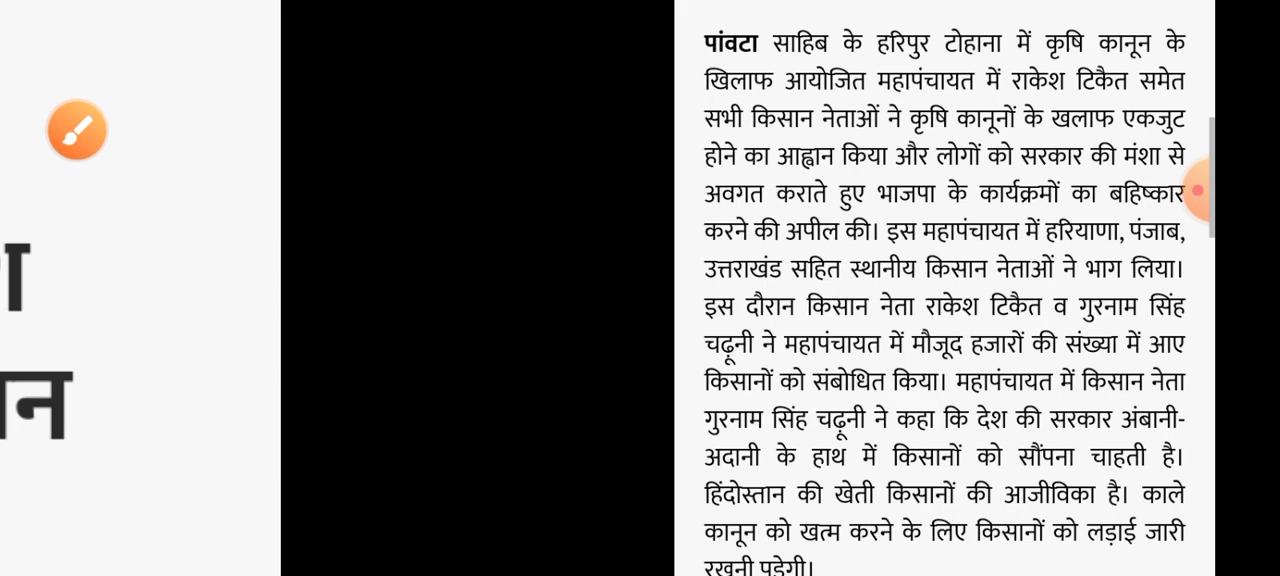 पांवटा साहिब के हरिपुर टोहाना में कृषि कानून के
खिलाफ आयोजित महापंचायत में राकेश टिकैत समेत
सभी किसान नेताओं ने कृषि कानूनों के खलाफ एकजुट
होने का आह्वान किया और लोगों को सरकार की मंशा से
अवगत कराते हुए भाजपा के कार्यक्रमों का बहिष्कार
करने की अपील की। इस महापंचायत में हरियाणा, पंजाब,
उत्तराखंड सहित स्थानीय किसान नेताओं ने भाग लिया।
इस दौरान किसान नेता राकेश टिकैत व गुरनाम सिंह
चढ़ूनी ने महापंचायत में मौजूद हजारों की संख्या में आए
किसानों को संबोधित किया। महापंचायत में किसान नेता
गुरनाम सिंह चढ़ूनी ने कहा कि देश की सरकार अंबानी-
अदानी के हाथ में किसानों को सौंपना चाहती है।
हिंदोस्तान की खेती किसानों की आजीविका है। काले
कानून को खत्म करने के लिए किसानों को लड़ाई जारी
रखनी पड़ेगी।